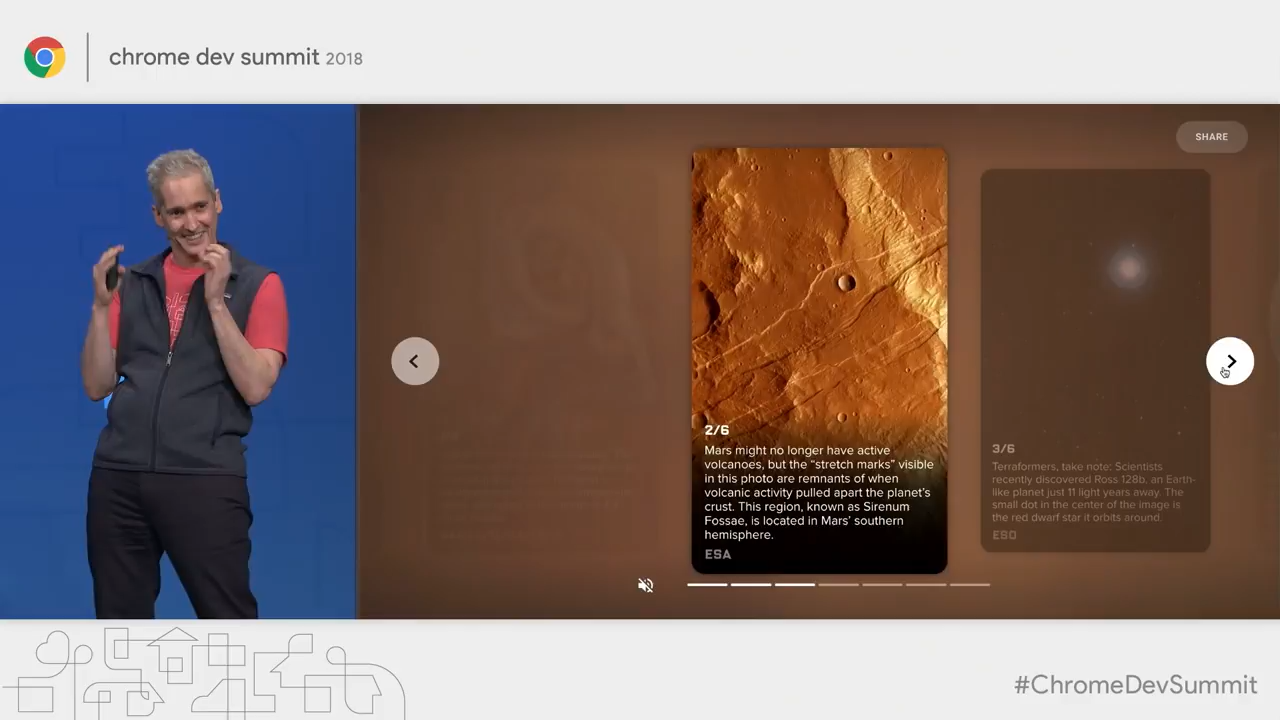 chrome dev summit 2018
SHARE
2/6
Mars might no longer have active
volcanoes, but the “stretch marks” visible
in this photo are remnants of when
volcanic activity pulled apart the planet’s
crust. This region, known as Sirenum
Fossae, is located in Mars’ southern
hemisphere.
ESA
3/6
Terraformers, take note: Scientists
recently discovered Ross 128b, an Earth-
like planet just 11 light years away. The
small dot in the center of the image is
the red dwarf star it orbits around.
ESO
#ChromeDevSummit